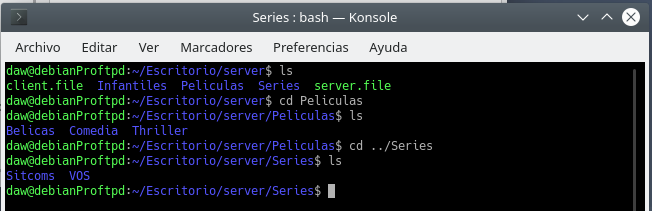 Series : bash — Konsole
Archivo Editar Ver Marcadores Preferencias Ayuda
daw@debianProftpd:~/Escritorio/server$ ls
client.file Infantiles Peliculas Series server.file
daw@debianProftpd:~/Escritorio/server$ cd Peliculas
daw@debianProftpd:~/Escritorio/server/Peliculas$ ls
Belicas Comedia Thriller
daw@debianProftpd:~/Escritorio/server/Peliculas$ cd ../Series
daw@debianProftpd:~/Escritorio/server/Series$ ls
Sitcoms VOS
daw@debianProftpd:~/Escritorio/server/Series$